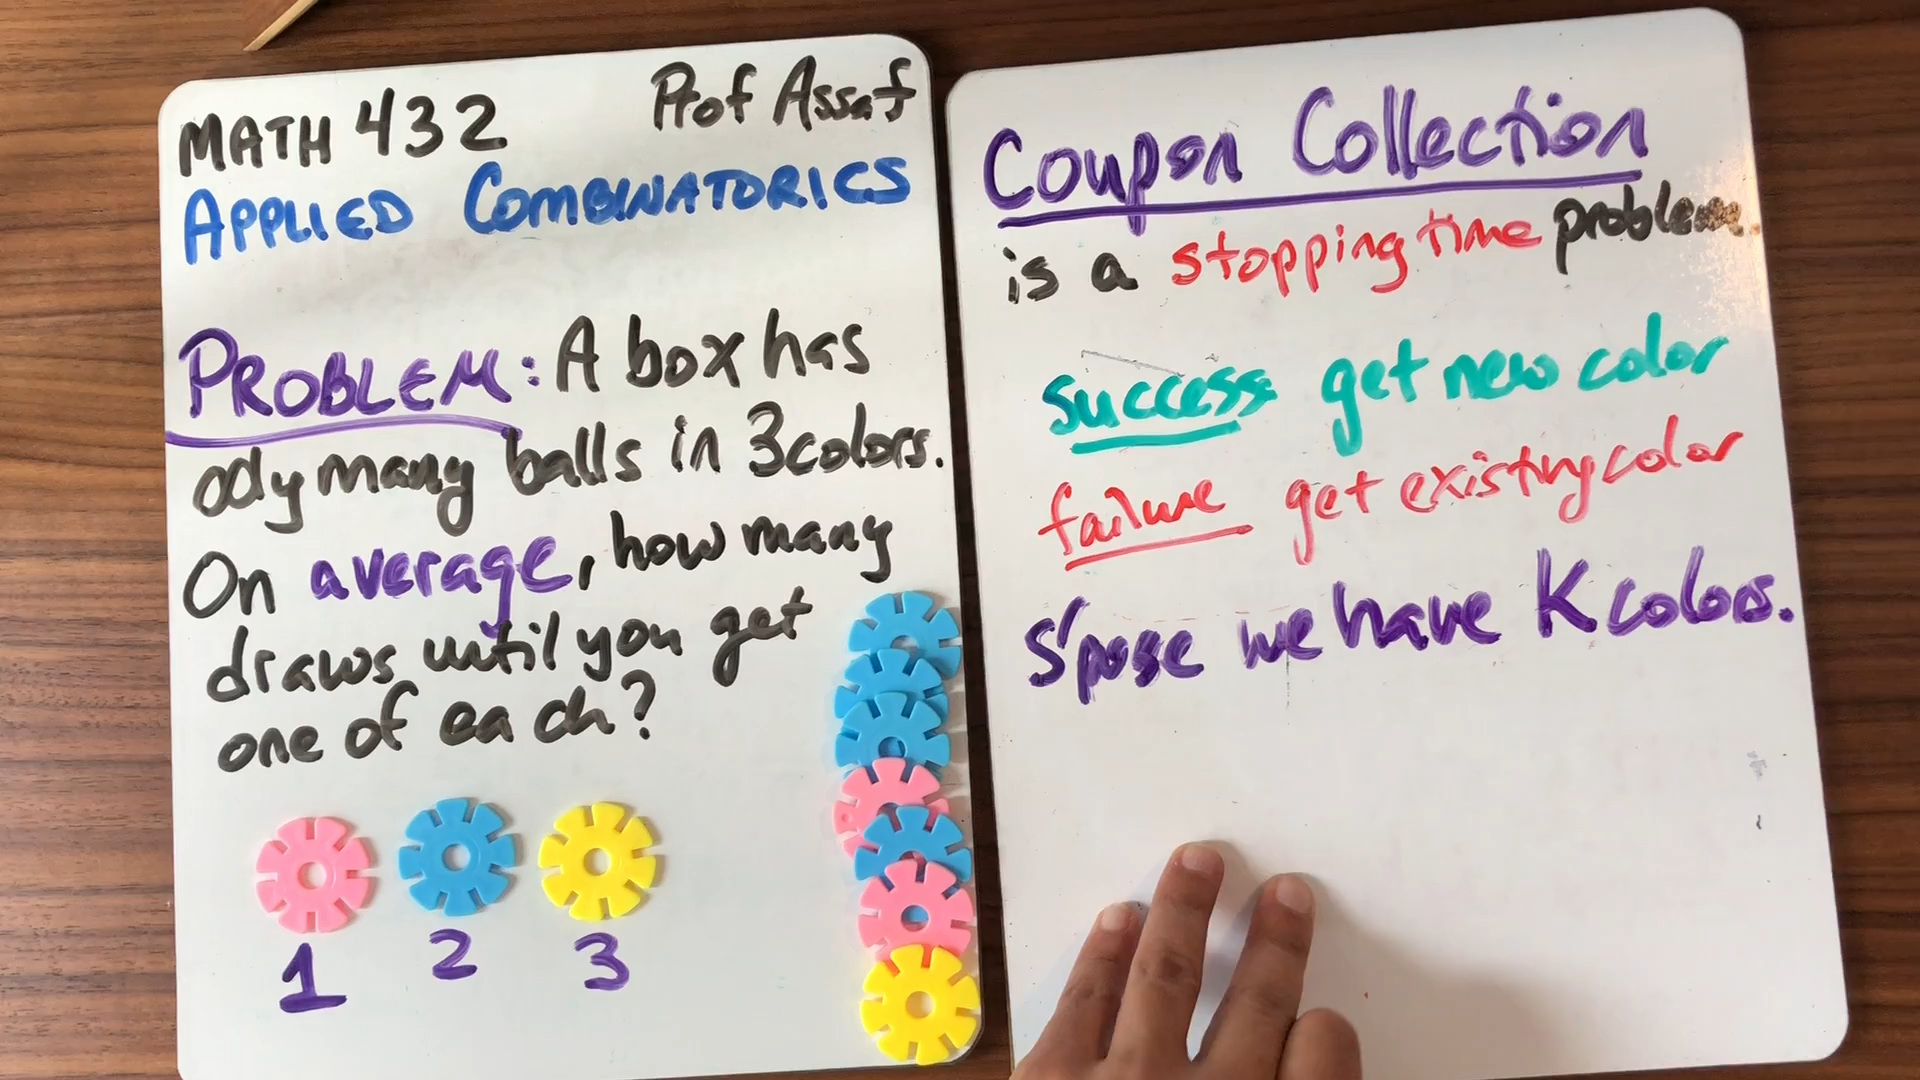 MATH 432 Prof Assaf
APPLIED COMBINATORICS
PROBLEM: A box has
ody many balls in 3 colors.
On average, how many
draws until you get
one of each?
1 2 3
Coupon Collection
is a stopping time problem.
success get new color
failure get existing color
S'pose we have K colors.